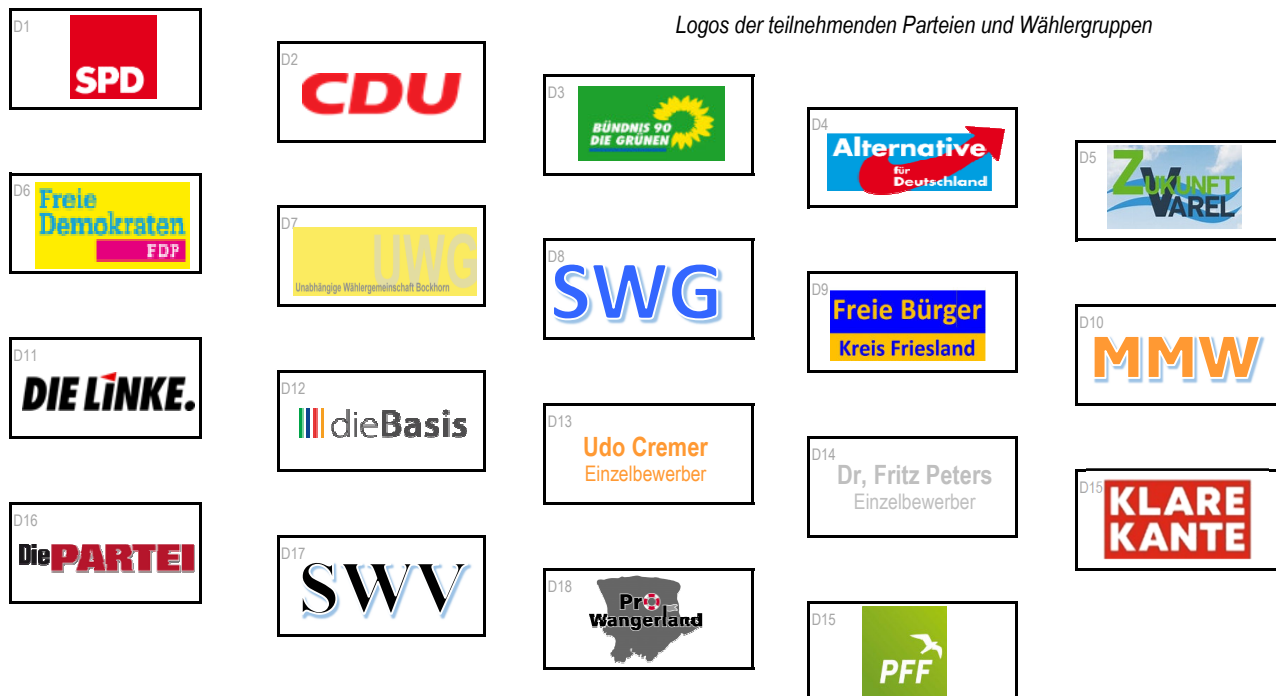 Logos der teilnehmenden Parteien und Wählergruppen
D1
SPD
D2
CDU
D3
BÜNDNIS 90
DIE GRÜNEN
D4
Alternative
für
Deutschland
D5
ZUKUNFT
VAREL
D6
Freie
Demokraten
FDP
D7
UWG
Unabhängige Wählergemeinschaft Bockhorn
D8
SWG
D9
Freie Bürger
Kreis Friesland
D10
MMW
D11
DIE LINKE.
D12
dieBasis
D13
Udo Cremer
Einzelbewerber
D14
Dr, Fritz Peters
Einzelbewerber
D15
KLARE
KANTE
D16
Die PARTEI
D17
SWV
D18
Pro
Wangerland
D15
PFF